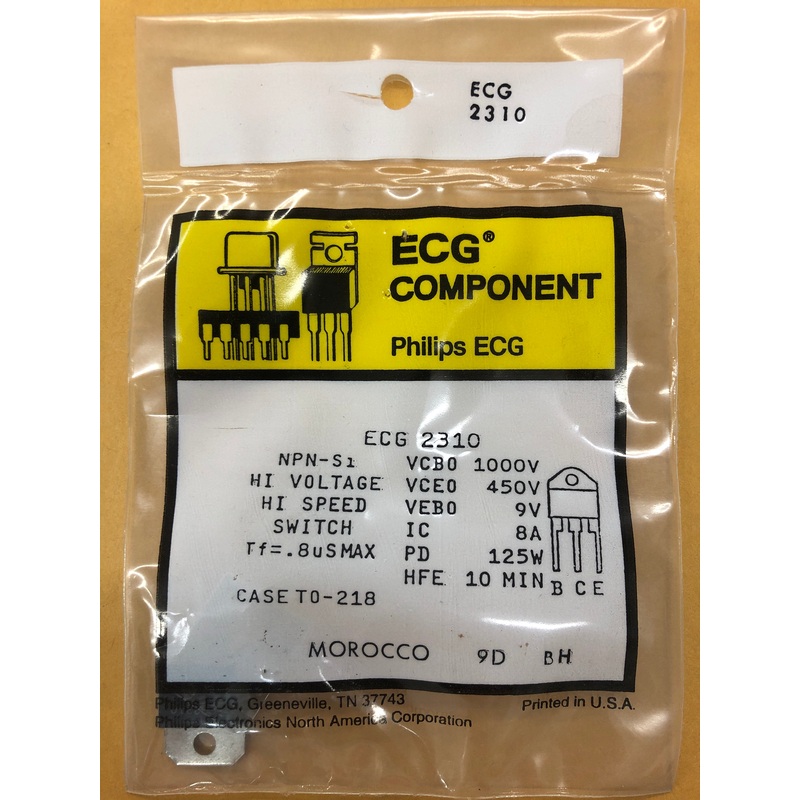 ECG
2310
ECG®
COMPONENT
Philips ECG
ECG 2310
NPN-Si VCBO 1000V
HI VOLTAGE VCEO 450V
HI SPEED VEBO 9V
SWITCH IC 8A
Tf=.8uSMAX PD 125W
HFE 10 MIN B C E
CASE TO-218
MOROCCO 9D BH
Philips ECG, Greeneville, TN 37743 Printed in U.S.A.
Philips Electronics North America Corporation